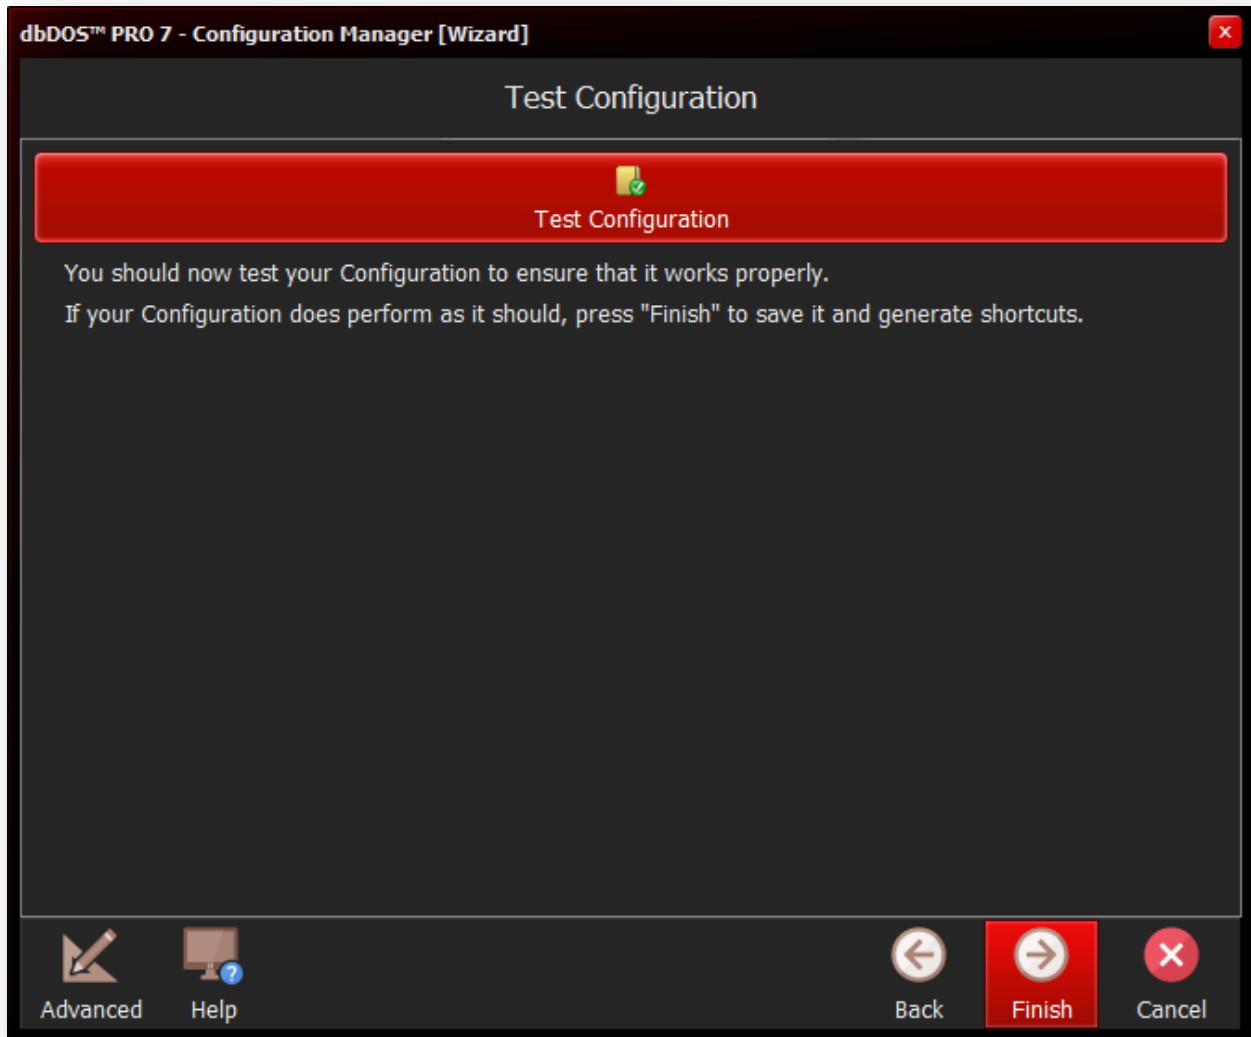 dbDOS™ PRO 7 - Configuration Manager [Wizard]
Test Configuration
Test Configuration
You should now test your Configuration to ensure that it works properly.
If your Configuration does perform as it should, press "Finish" to save it and generate shortcuts.
Advanced Help Back Finish Cancel